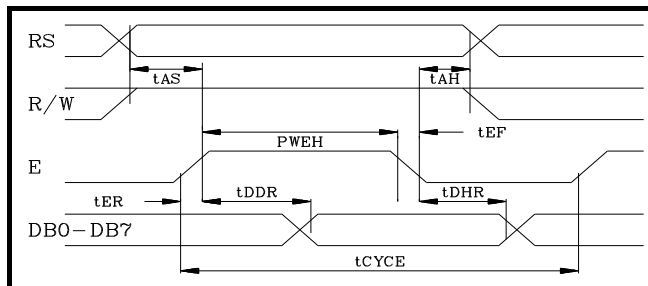 RS
tAS
tAH
R/W
PWEH
tEF
E
tER
tDDR
tDHR
DB0-DB7
tCYCE